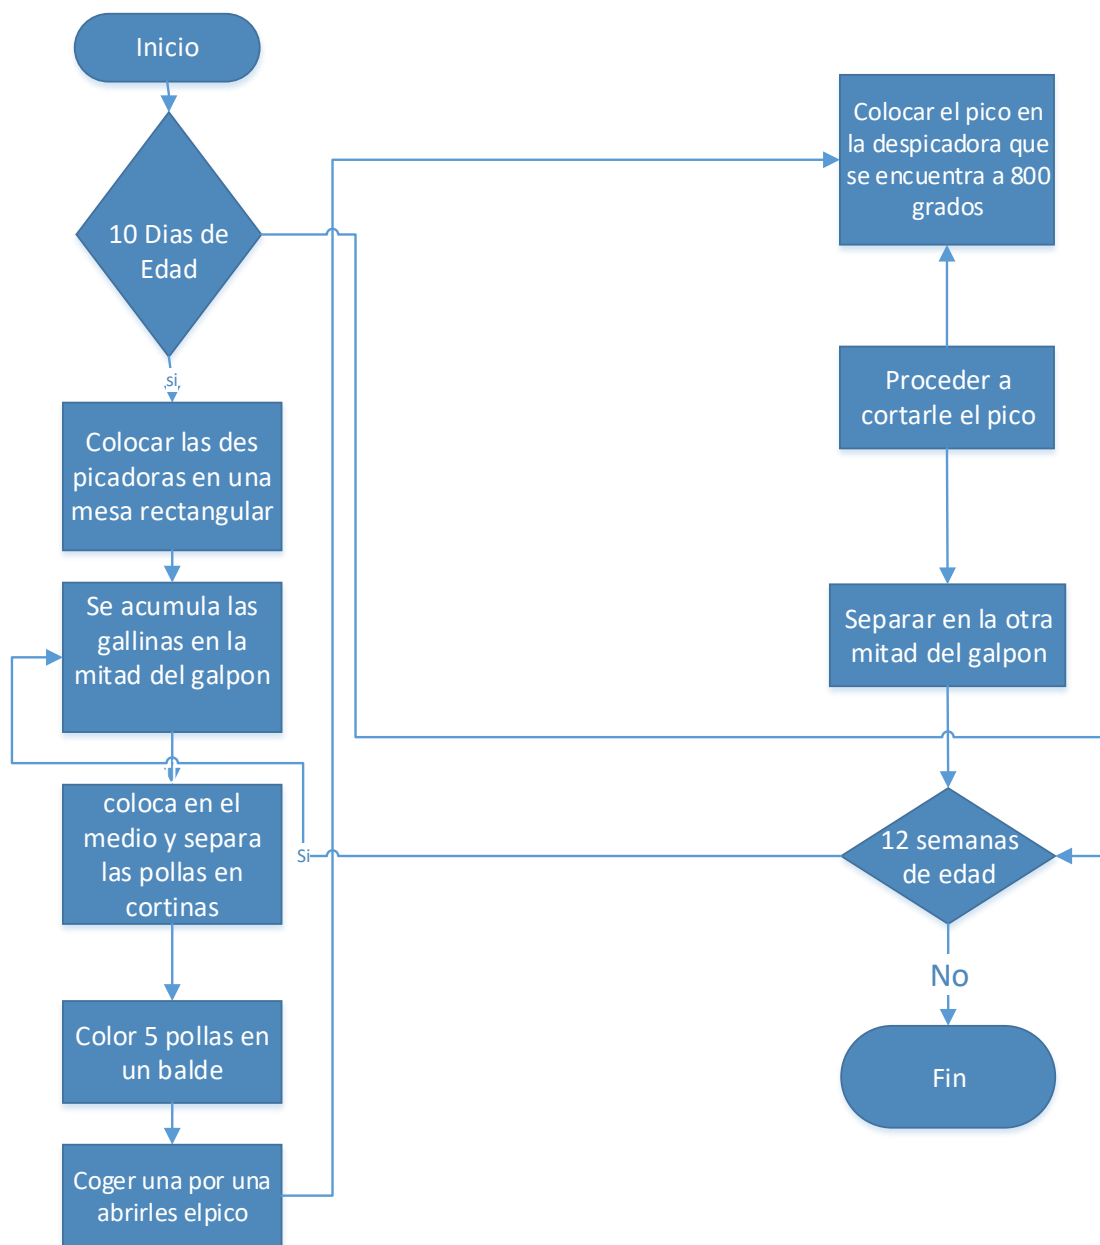 Inicio
10 Dias de
Edad
si
Colocar las des
picadoras en una
mesa rectangular
Se acumula las
gallinas en la
mitad del galpon
coloca en el
medio y separa
las pollas en
cortinas
Color 5 pollas en
un balde
Coger una por una
abrirles elpico
Colocar el pico en
la despicadora que
se encuentra a 800
grados
Proceder a
cortarle el pico
Separar en la otra
mitad del galpon
12 semanas
de edad
Si
No
Fin